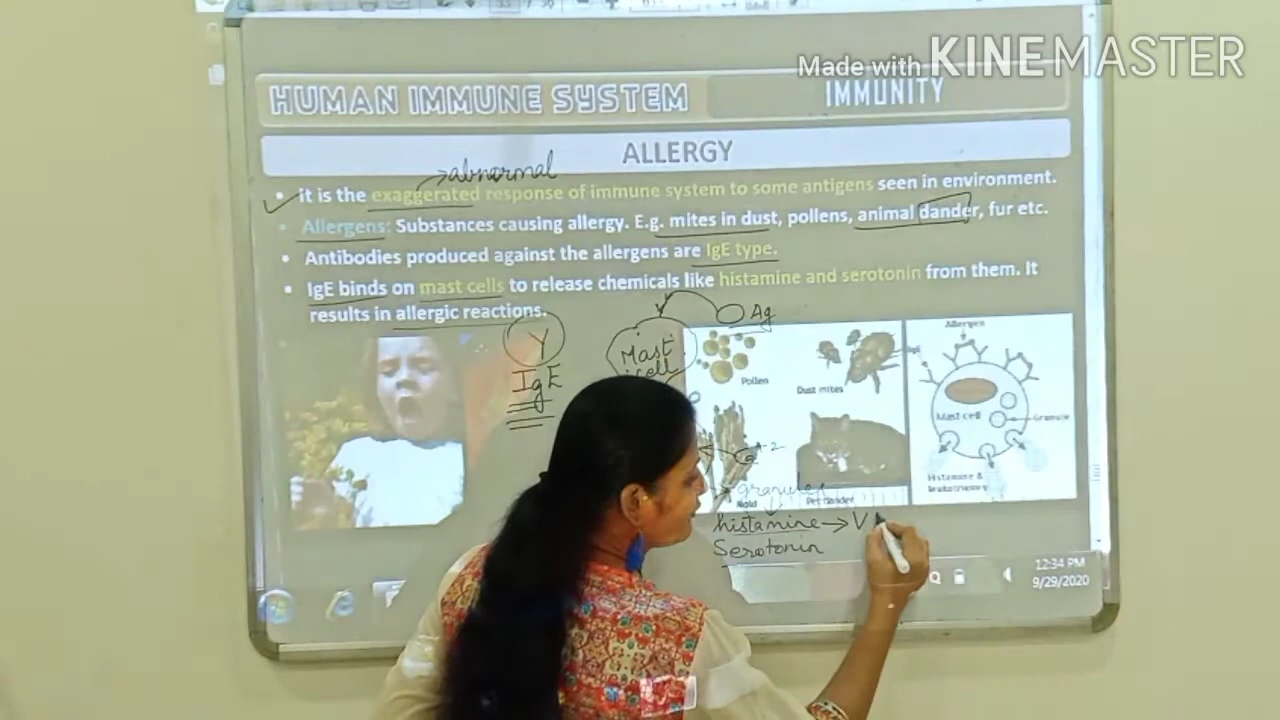 Made with KINEMASTER
HUMAN IMMUNE SYSTEM
IMMUNITY
ALLERGY
→abnormal
• It is the exaggerated response of immune system to some antigens seen in environment.
• Allergens: Substances causing allergy. E.g. mites in dust, pollens, animal dander, fur etc.
• Antibodies produced against the allergens are IgE type.
• IgE binds on mast cells to release chemicals like histamine and serotonin from them. It
results in allergic reactions.
Ag
Y
IgE
Mast
cell
Pollen
Dust mites
Mold
Pet dander
Allergen
IgE
Mast cell
Granule
Histamine &
granules
histamine → V
Serotonin
12:34 PM
9/29/2020